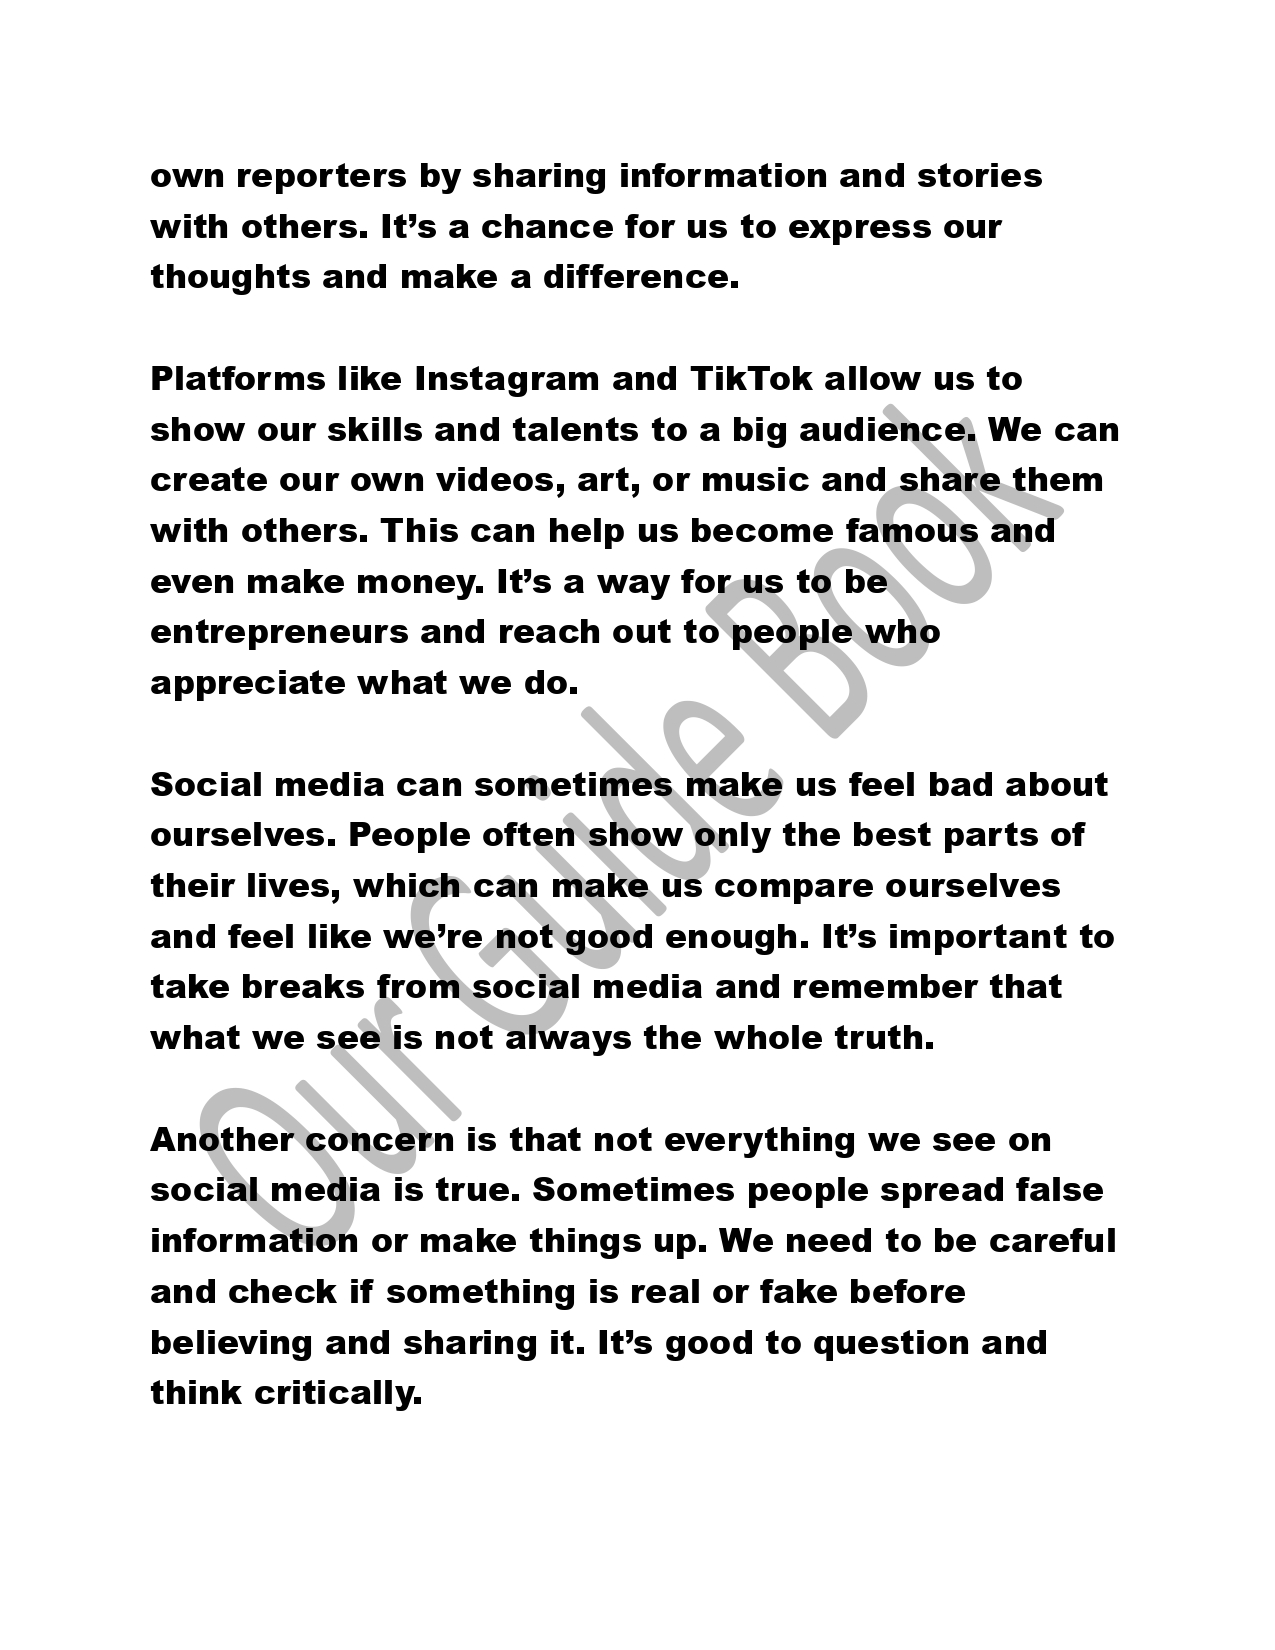 own reporters by sharing information and stories
with others. It’s a chance for us to express our
thoughts and make a difference.
Platforms like Instagram and TikTok allow us to
show our skills and talents to a big audience. We can
create our own videos, art, or music and share them
with others. This can help us become famous and
even make money. It’s a way for us to be
entrepreneurs and reach out to people who
appreciate what we do.
Social media can sometimes make us feel bad about
ourselves. People often show only the best parts of
their lives, which can make us compare ourselves
and feel like we’re not good enough. It’s important to
take breaks from social media and remember that
what we see is not always the whole truth.
Another concern is that not everything we see on
social media is true. Sometimes people spread false
information or make things up. We need to be careful
and check if something is real or fake before
believing and sharing it. It’s good to question and
think critically.
Our Guide Book